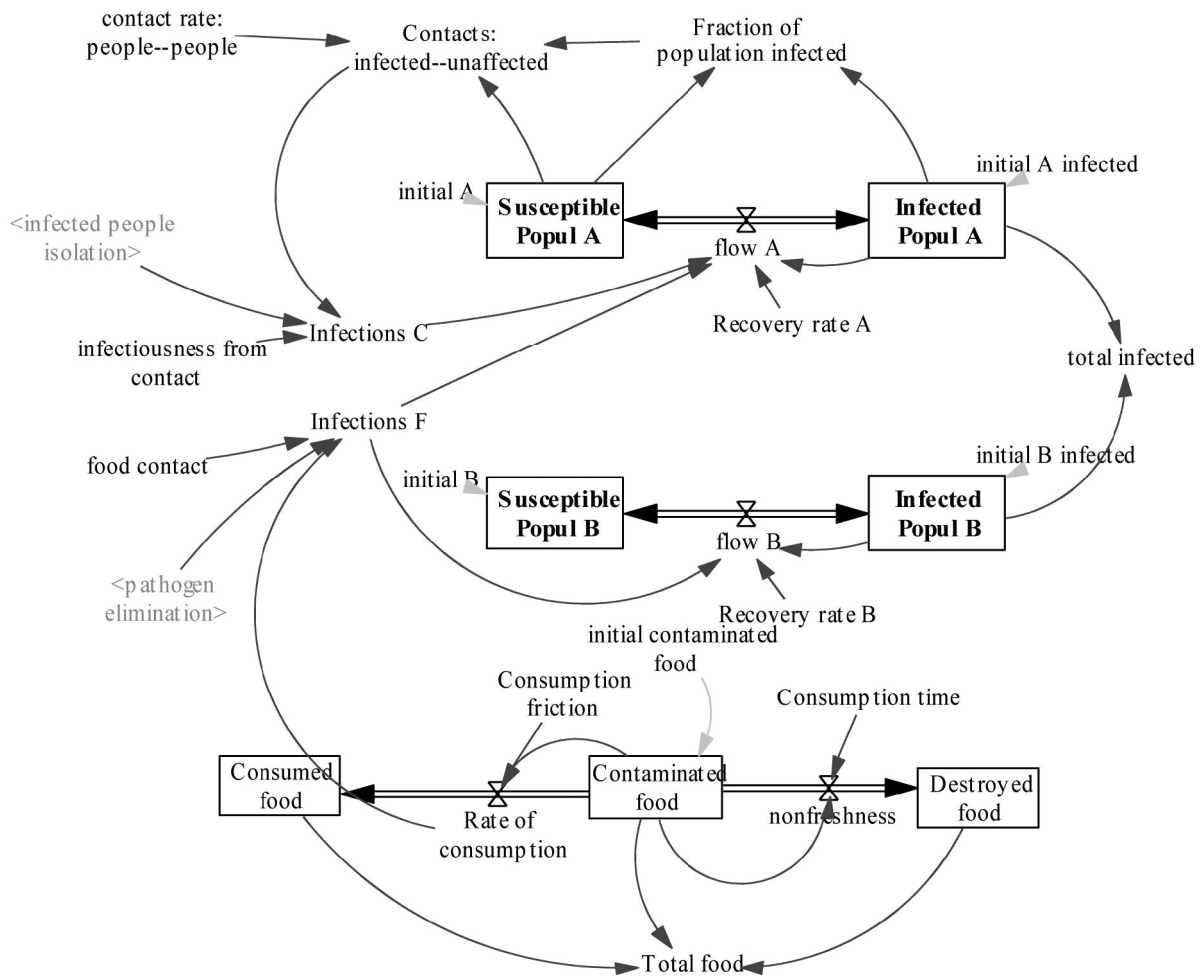 contact rate:
people--people
Contacts:
infected--unaffected
Fraction of
population infected
initial A infected
initial A
Susceptible
Popul A
Infected
Popul A
<infected people
isolation>
flow A
Recovery rate A
Infections C
infectiousness from
contact
total infected
Infections F
food contact
initial B infected
initial B
Susceptible
Popul B
Infected
Popul B
flow B
<pathogen
elimination>
Recovery rate B
initial contaminated
food
Consumption
friction
Consumption time
Consumed
food
Contaminated
food
Destroyed
food
Rate of
consumption
nonfreshness
Total food